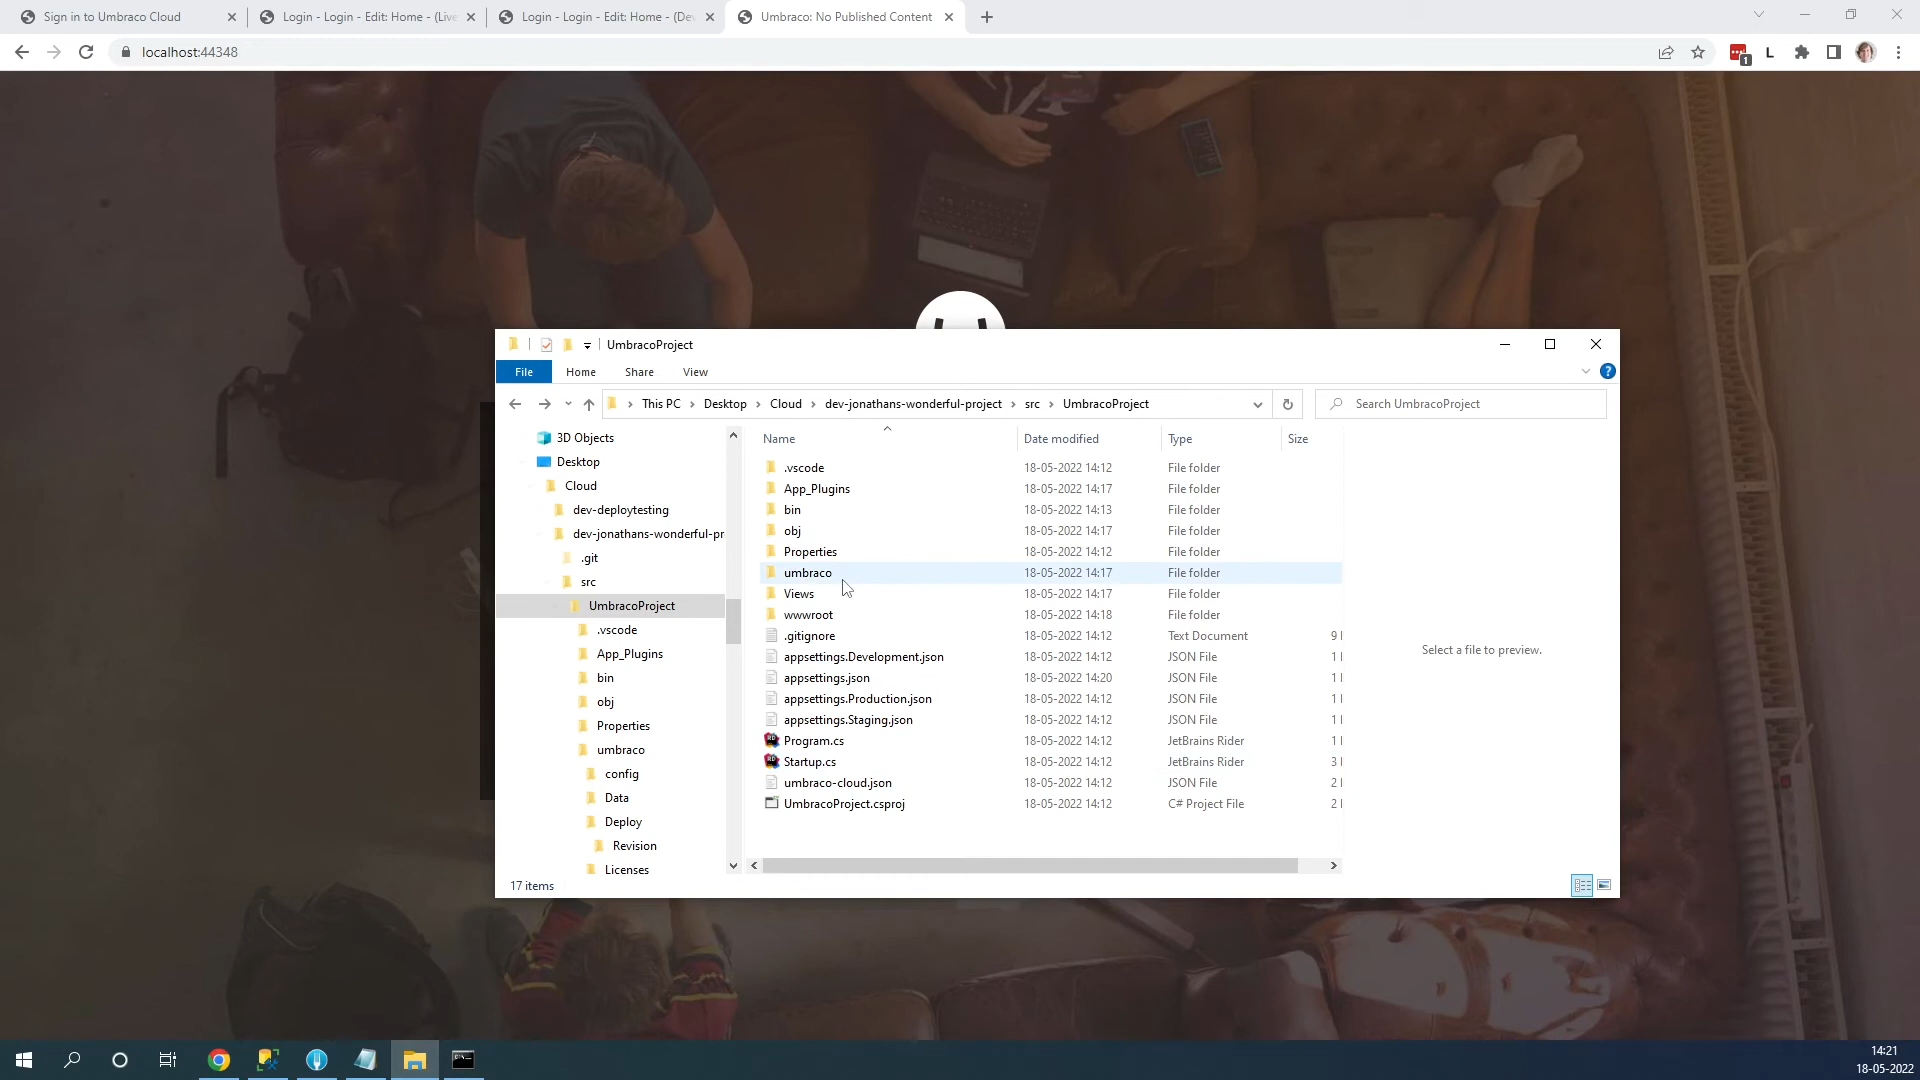 Sign in to Umbraco Cloud
Login - Login - Edit: Home - (Live
Login - Login - Edit: Home - (Dev
Umbraco: No Published Content
localhost:44348
1
L
UmbracoProject
File
Home
Share
View
This PC
Desktop
Cloud
dev-jonathans-wonderful-project
src
UmbracoProject
Search UmbracoProject
3D Objects
Desktop
Cloud
dev-deploytesting
dev-jonathans-wonderful-pr
.git
src
UmbracoProject
.vscode
App_Plugins
bin
obj
Properties
umbraco
config
Data
Deploy
Revision
Licenses
Name Date modified Type Size
.vscode 18-05-2022 14:12 File folder
App_Plugins 18-05-2022 14:17 File folder
bin 18-05-2022 14:13 File folder
obj 18-05-2022 14:17 File folder
Properties 18-05-2022 14:12 File folder
umbraco 18-05-2022 14:17 File folder
Views 18-05-2022 14:17 File folder
wwwroot 18-05-2022 14:18 File folder
.gitignore 18-05-2022 14:12 Text Document 9
appsettings.Development.json 18-05-2022 14:12 JSON File 1
appsettings.json 18-05-2022 14:20 JSON File 1
appsettings.Production.json 18-05-2022 14:12 JSON File 1
appsettings.Staging.json 18-05-2022 14:12 JSON File 1
Program.cs 18-05-2022 14:12 JetBrains Rider 1
Startup.cs 18-05-2022 14:12 JetBrains Rider 3
umbraco-cloud.json 18-05-2022 14:12 JSON File 2
UmbracoProject.csproj 18-05-2022 14:12 C# Project File 2
Select a file to preview.
17 items
14:21
18-05-2022